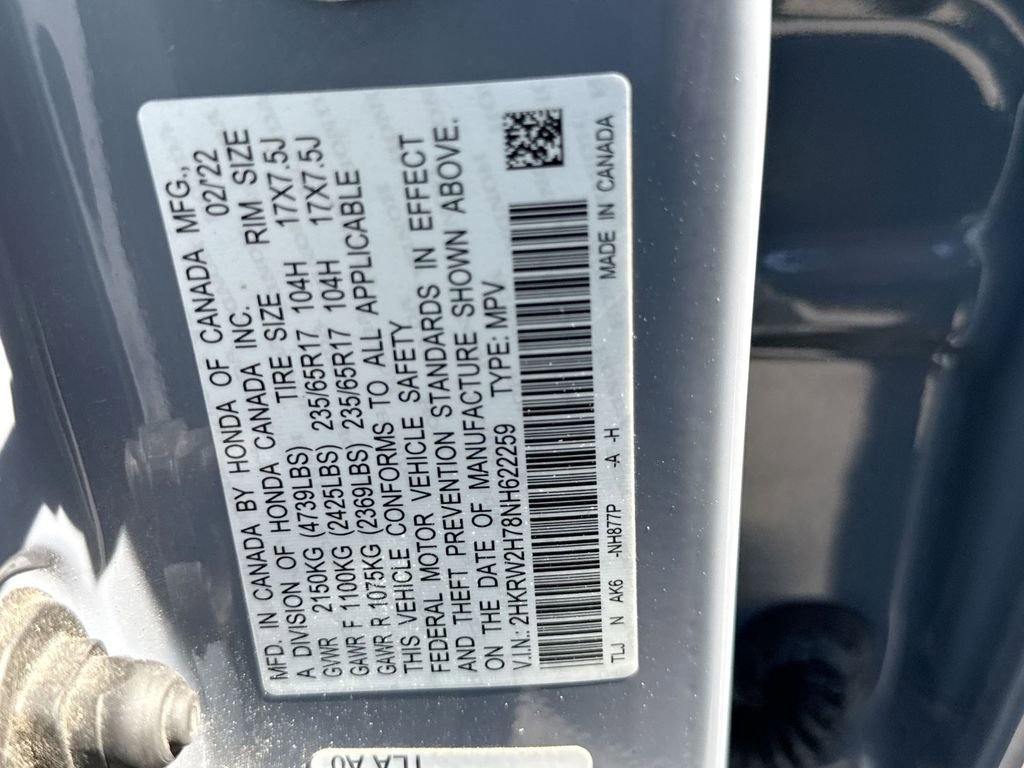 MFD. IN CANADA BY HONDA OF CANADA MFG.,
A DIVISION OF HONDA CANADA INC. 02/'22
GVWR 2150KG (4739LBS) TIRE SIZE RIM SIZE
GAWR F 1100KG (2425LBS) 235/65R17 104H 17X7.5J
GAWR R 1075KG (2369LBS) 235/65R17 104H 17X7.5J
THIS VEHICLE CONFORMS TO ALL APPLICABLE
FEDERAL MOTOR VEHICLE SAFETY
AND THEFT PREVENTION STANDARDS IN EFFECT
ON THE DATE OF MANUFACTURE SHOWN ABOVE.
V.I.N.: 2HKRW2H78NH622259 TYPE: MPV
TLJ N AK6 -NH877P -A -H MADE IN CANADA